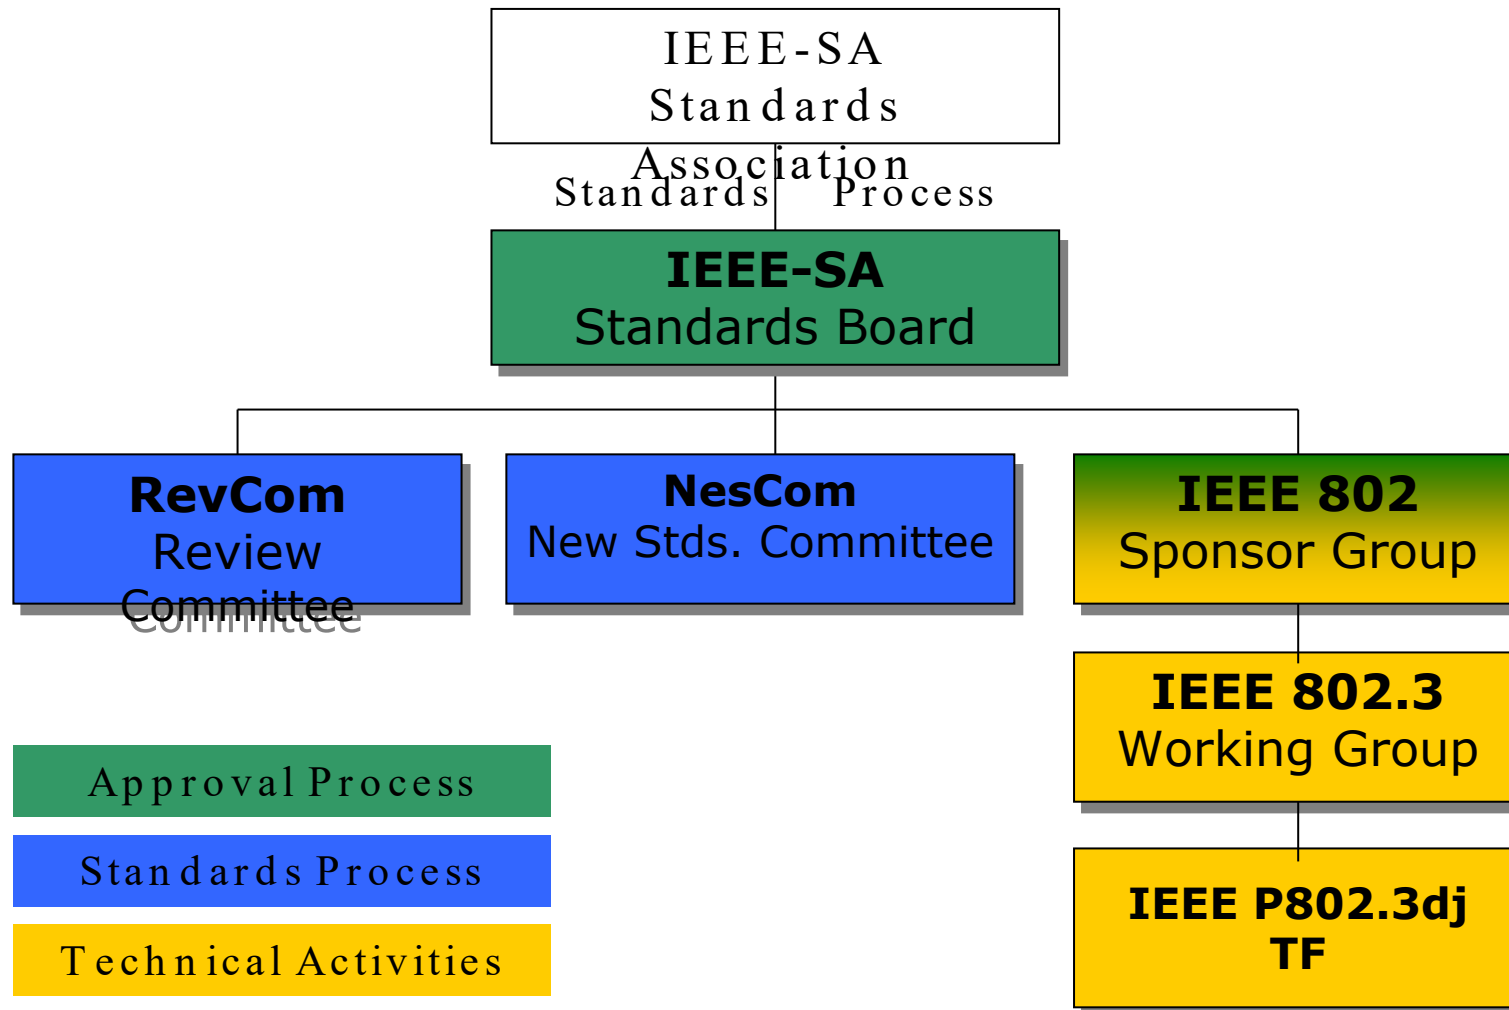 IEEE-SA
Standards
Association
Standards Process
IEEE-SA
Standards Board
RevCom
Review
Committee
NesCom
New Stds. Committee
IEEE 802
Sponsor Group
IEEE 802.3
Working Group
IEEE P802.3dj
TF
Approval Process
Standards Process
Technical Activities